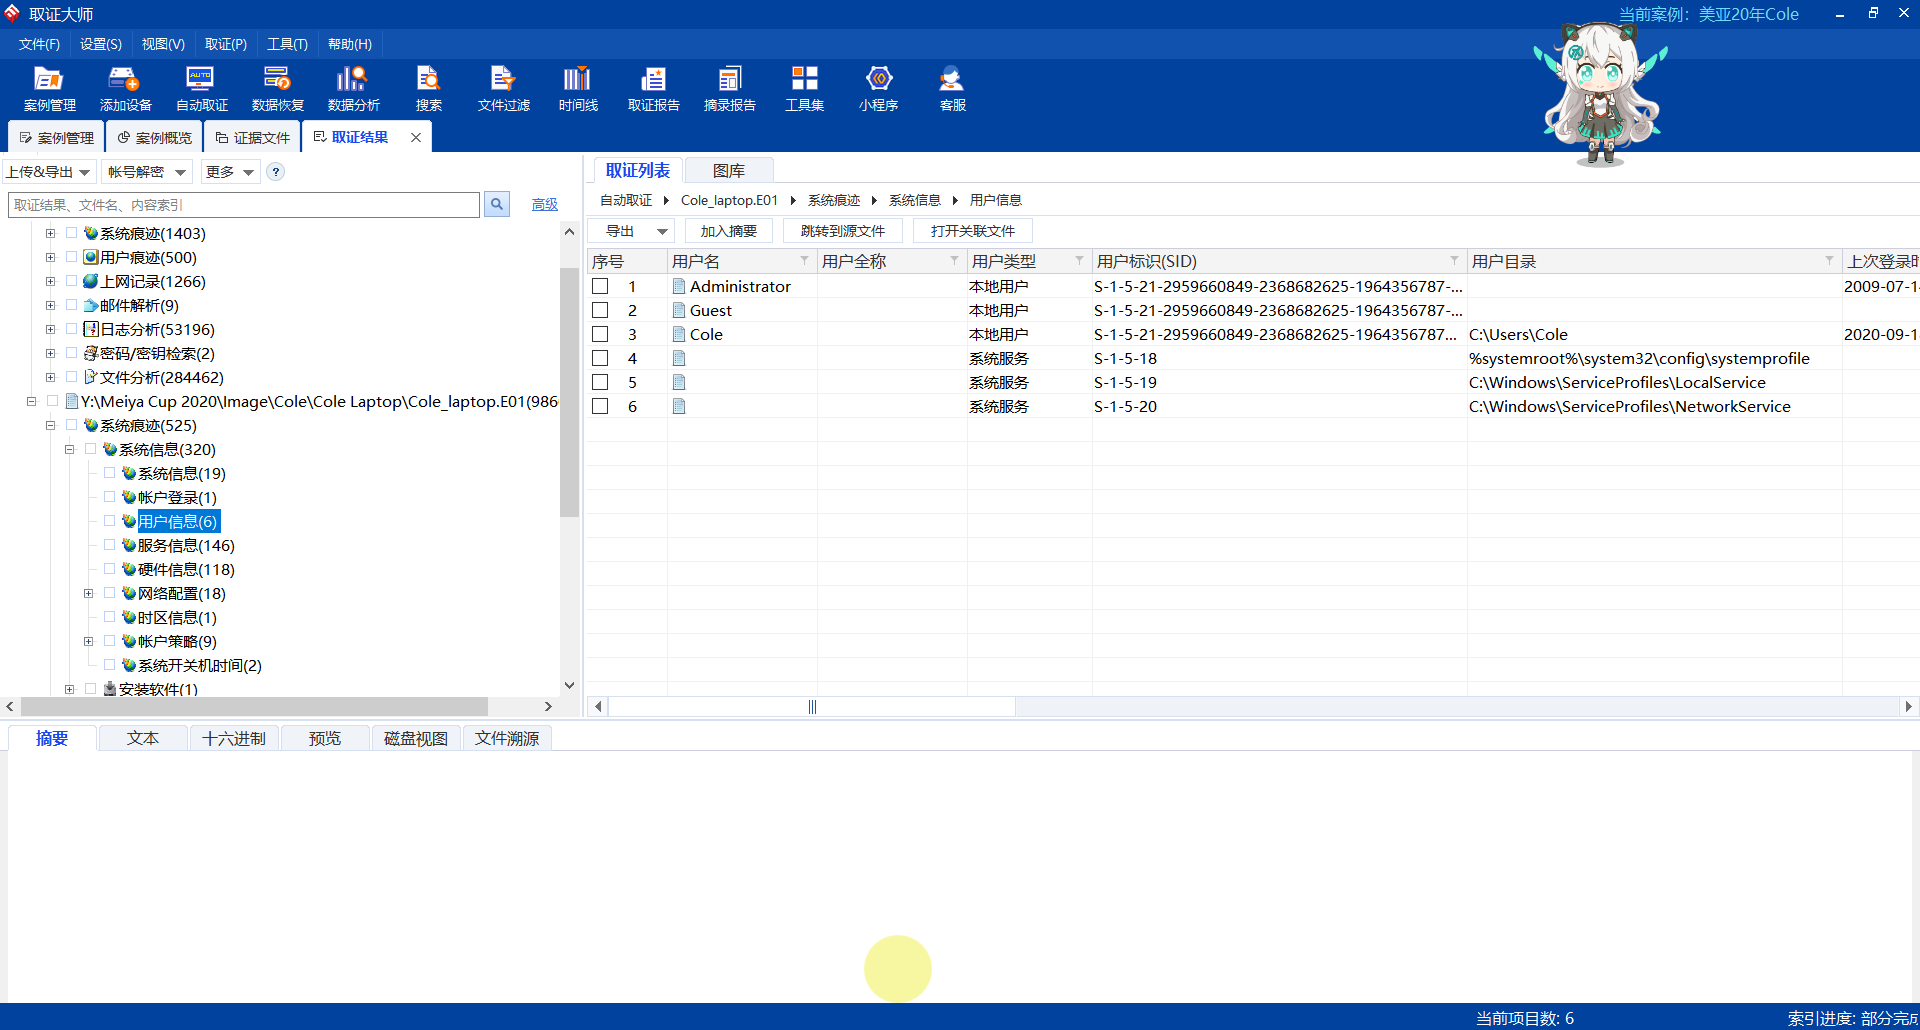 取证大师
当前案例：美亚20年Cole
文件(F) 设置(S) 视图(V) 取证(P) 工具(T) 帮助(H)
案例管理 添加设备 自动取证 数据恢复 数据分析 搜索 文件过滤 时间线 取证报告 摘录报告 工具集 小程序 客服
AUTO
案例管理 案例概览 证据文件 取证结果
上传&导出 帐号解密 更多 ?
取证结果、文件名、内容索引 高级
系统痕迹(1403)
用户痕迹(500)
上网记录(1266)
邮件解析(9)
日志分析(53196)
密码/密钥检索(2)
文件分析(284462)
Y:\Meiya Cup 2020\Image\Cole\Cole Laptop\Cole_laptop.E01(986
系统痕迹(525)
系统信息(320)
系统信息(19)
帐户登录(1)
用户信息(6)
服务信息(146)
硬件信息(118)
网络配置(18)
时区信息(1)
帐户策略(9)
系统开关机时间(2)
安装软件(1)
取证列表 图库
自动取证 Cole_laptop.E01 系统痕迹 系统信息 用户信息
导出 加入摘要 跳转到源文件 打开关联文件
序号 用户名 用户全称 用户类型 用户标识(SID) 用户目录 上次登录时
1 Administrator 本地用户 S-1-5-21-2959660849-2368682625-1964356787-... 2009-07-14
2 Guest 本地用户 S-1-5-21-2959660849-2368682625-1964356787-...
3 Cole 本地用户 S-1-5-21-2959660849-2368682625-1964356787... C:\Users\Cole 2020-09-1
4 系统服务 S-1-5-18 %systemroot%\system32\config\systemprofile
5 系统服务 S-1-5-19 C:\Windows\ServiceProfiles\LocalService
6 系统服务 S-1-5-20 C:\Windows\ServiceProfiles\NetworkService
摘要 文本 十六进制 预览 磁盘视图 文件溯源
当前项目数: 6 索引进度: 部分完成